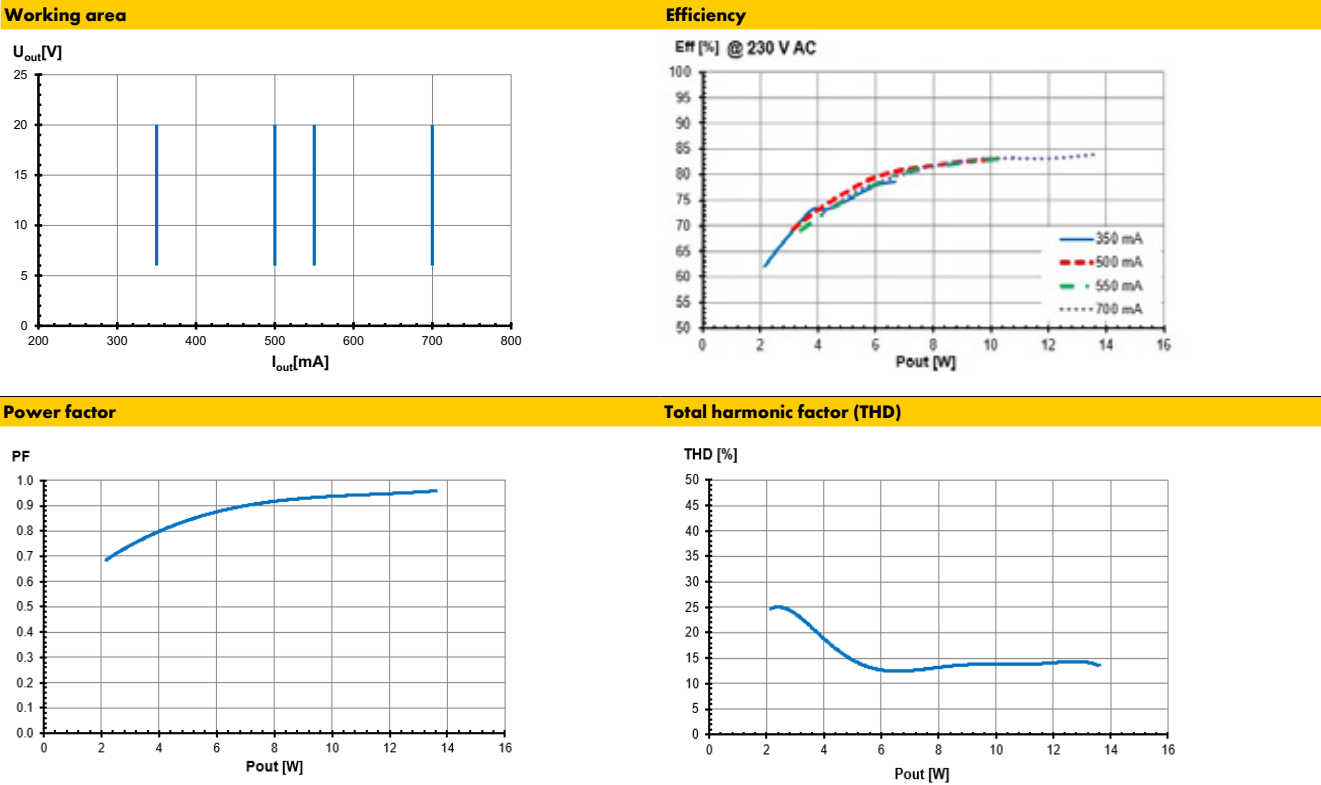 Working area
U_out[V]
25
20
15
10
5
0
200 300 400 500 600 700 800
I_out[mA]
Efficiency
Eff [%] @ 230 V AC
100
95
90
85
80
75
70
65
60
55
50
350 mA
500 mA
550 mA
700 mA
0 2 4 6 8 10 12 14 16
Pout [W]
Power factor
PF
1.0
0.9
0.8
0.7
0.6
0.5
0.4
0.3
0.2
0.1
0.0
0 2 4 6 8 10 12 14 16
Pout [W]
Total harmonic factor (THD)
THD [%]
50
45
40
35
30
25
20
15
10
5
0
0 2 4 6 8 10 12 14 16
Pout [W]